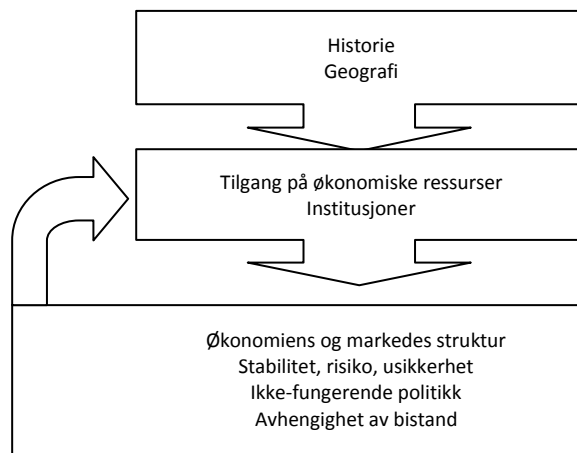 Historie
Geografi
Tilgang på økonomiske ressurser
Institusjoner
Økonomiens og markedes struktur
Stabilitet, risiko, usikkerhet
Ikke-fungerende politikk
Avhengighet av bistand